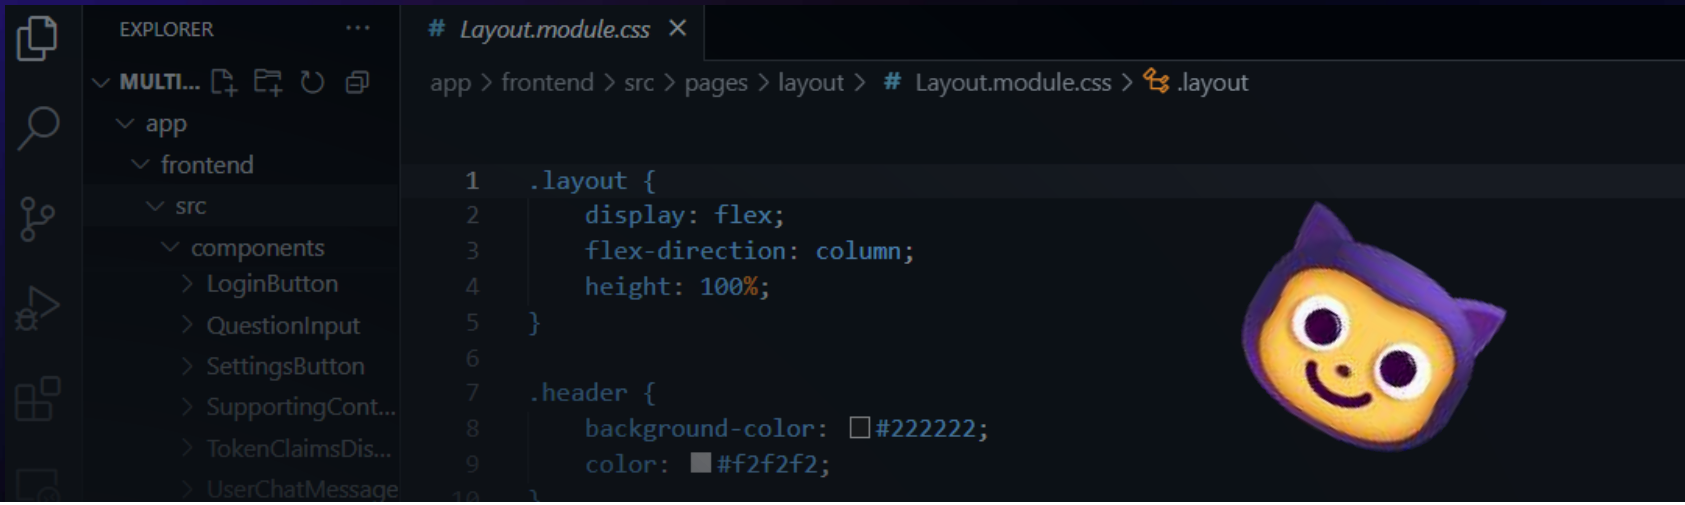 EXPLORER ...
MULTI...
app
frontend
src
components
LoginButton
QuestionInput
SettingsButton
SupportingCont...
TokenClaimsDis...
UserChatMessage
# Layout.module.css ×
app > frontend > src > pages > layout > # Layout.module.css > .layout
1 .layout {
2 display: flex;
3 flex-direction: column;
4 height: 100%;
5 }
6
7 .header {
8 background-color: #222222;
9 color: #f2f2f2;
10 }